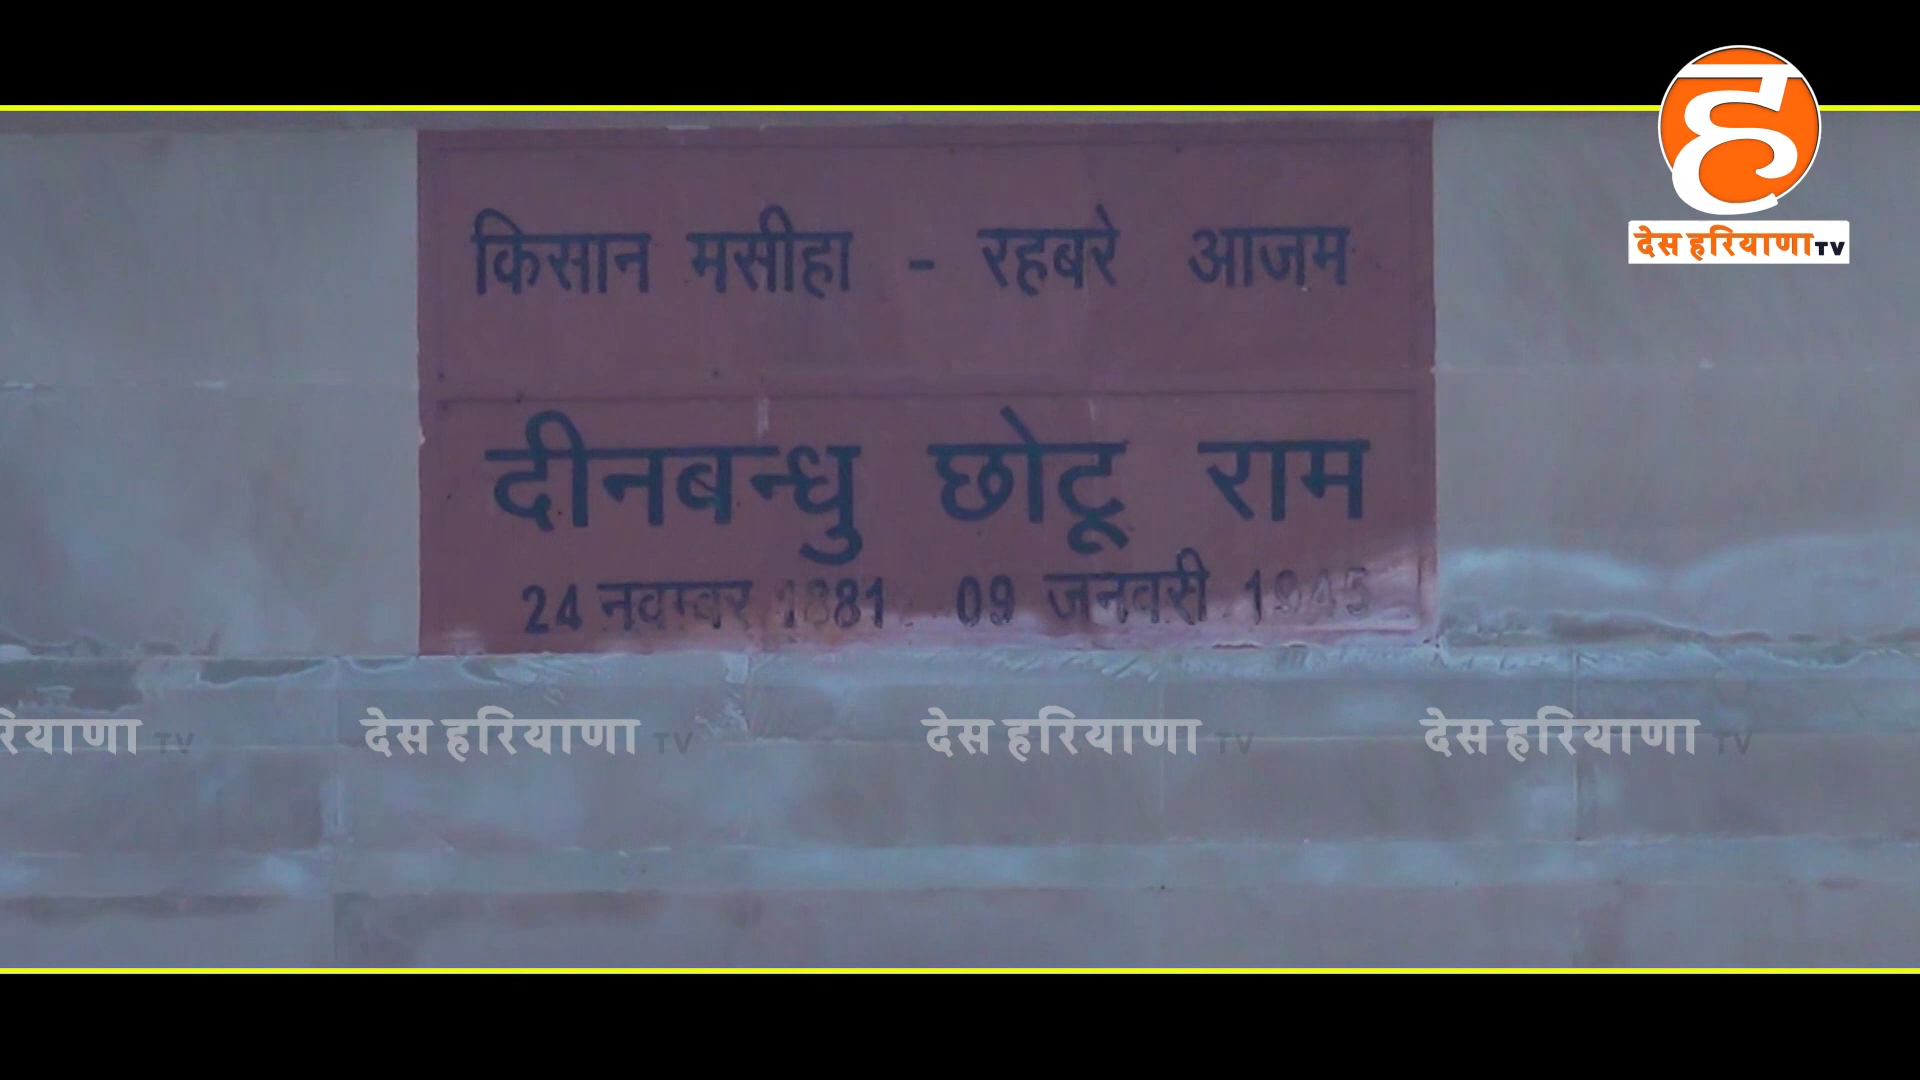 ह
देस हरियाणा TV
किसान मसीहा - रहबरे आजम
दीनबन्धु छोटू राम
24 नवम्बर 1881 09 जनवरी 1945
रियाणा TV देस हरियाणा TV देस हरियाणा TV देस हरियाणा TV